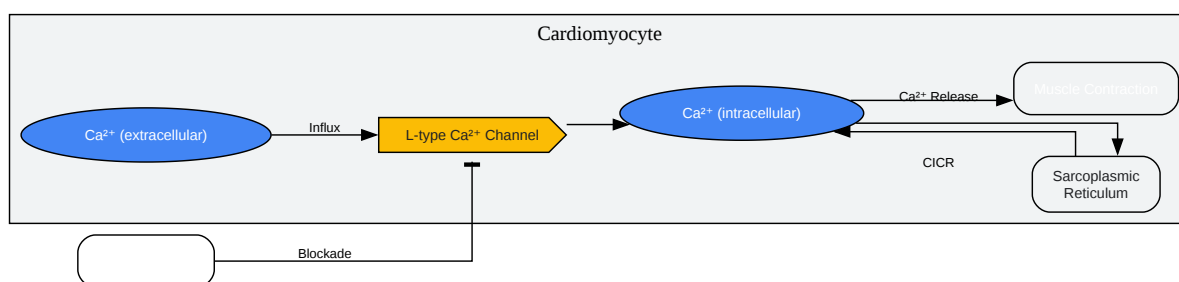 Cardiomyocyte
Ca²⁺ (extracellular)
Influx
L-type Ca²⁺ Channel
Ca²⁺ (intracellular)
Ca²⁺ Release
Muscle Contraction
CICR
Sarcoplasmic
Reticulum
Blockade